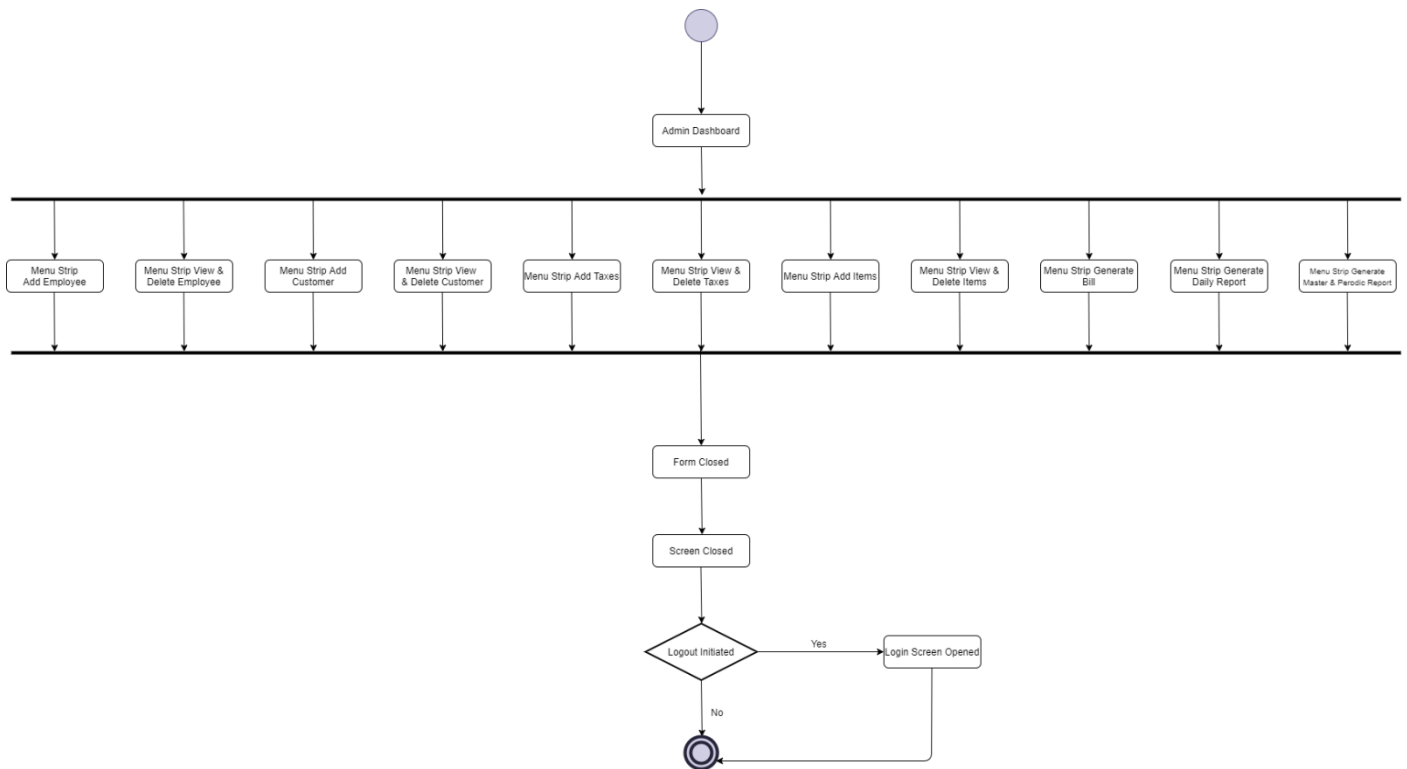 Admin Dashboard
Menu Strip
Add Employee
Menu Strip View &
Delete Employee
Menu Strip Add
Customer
Menu Strip View
& Delete Customer
Menu Strip Add Taxes
Menu Strip View &
Delete Taxes
Menu Strip Add Items
Menu Strip View &
Delete Items
Menu Strip Generate
Bill
Menu Strip Generate
Daily Report
Menu Strip Generate
Master & Perodic Report
Form Closed
Screen Closed
Logout Initiated
Yes
Login Screen Opened
No